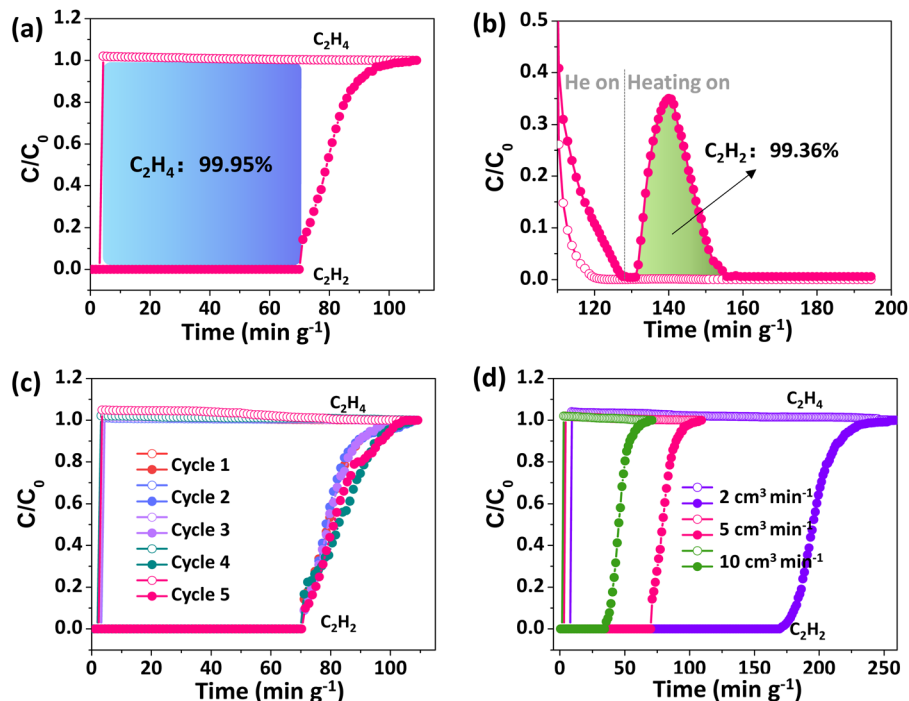 (a)
C₂H₄
C₂H₄: 99.95%
C₂H₂
C/C₀
1.2
1.0
0.8
0.6
0.4
0.2
0.0
0 20 40 60 80 100
Time (min g⁻¹)
(b)
He on Heating on
C₂H₂: 99.36%
C/C₀
0.5
0.4
0.3
0.2
0.1
0.0
120 140 160 180 200
Time (min g⁻¹)
(c)
C₂H₄
Cycle 1
Cycle 2
Cycle 3
Cycle 4
Cycle 5
C₂H₂
C/C₀
1.2
1.0
0.8
0.6
0.4
0.2
0.0
0 20 40 60 80 100
Time (min g⁻¹)
(d)
C₂H₄
2 cm³ min⁻¹
5 cm³ min⁻¹
10 cm³ min⁻¹
C₂H₂
C/C₀
1.2
1.0
0.8
0.6
0.4
0.2
0.0
0 50 100 150 200 250
Time (min g⁻¹)